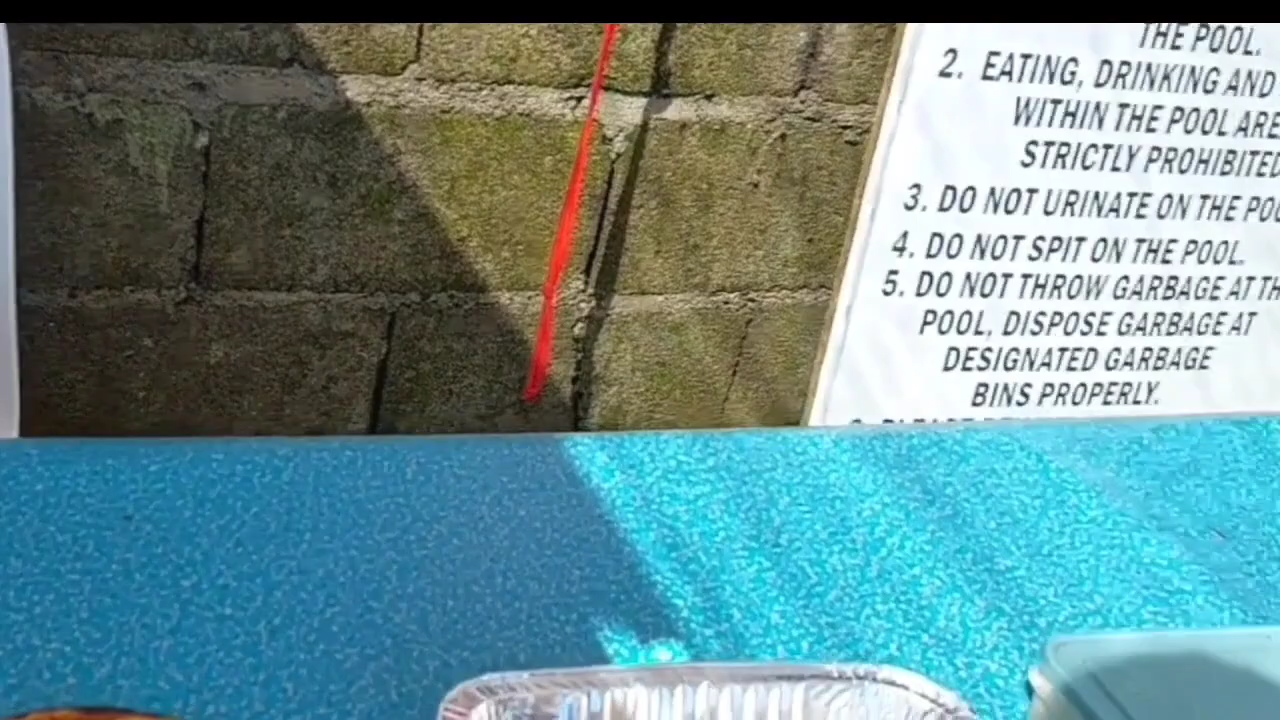 THE POOL.
2. EATING, DRINKING AND
WITHIN THE POOL ARE
STRICTLY PROHIBITED
3. DO NOT URINATE ON THE
4. DO NOT SPIT ON THE POOL.
5. DO NOT THROW GARBAGE AT
POOL, DISPOSE GARBAGE AT
DESIGNATED GARBAGE
BINS PROPERLY.